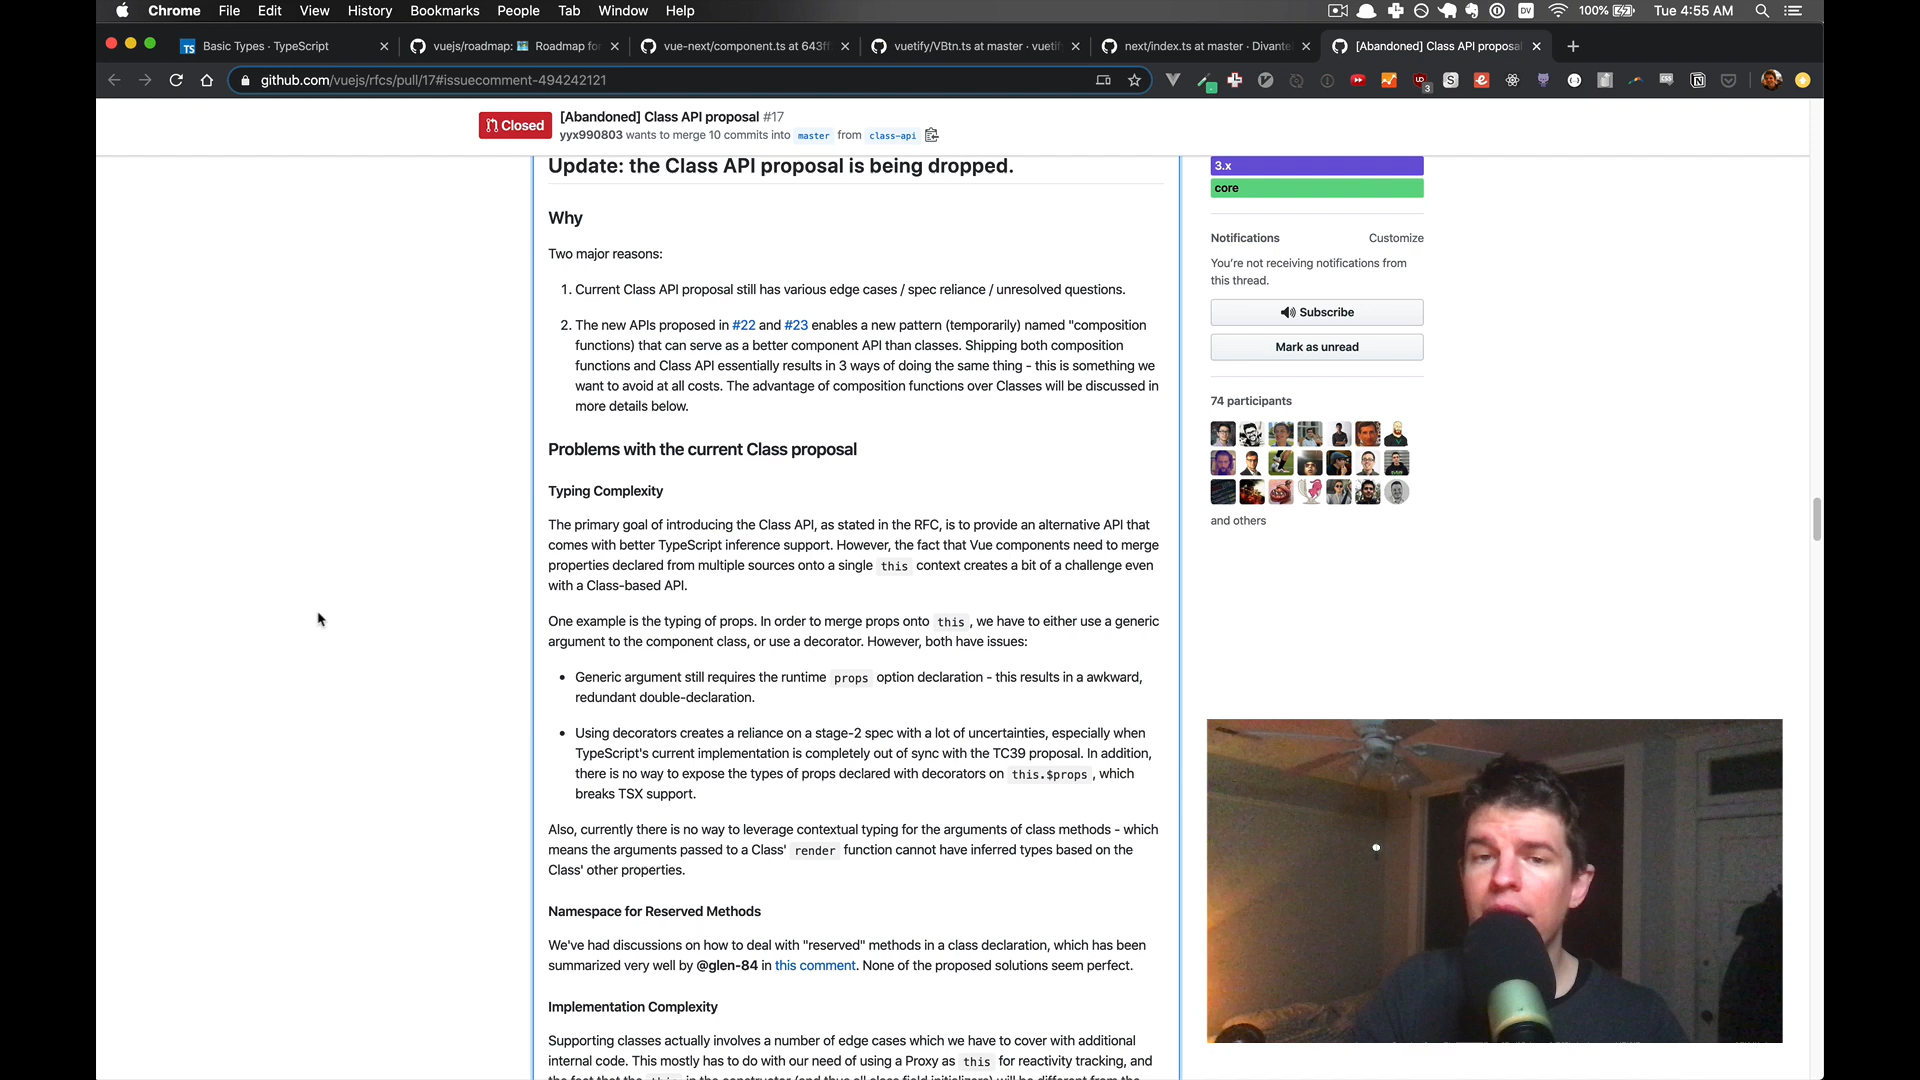 Chrome File Edit View History Bookmarks People Tab Window Help 100% Tue 4:55 AM
Basic Types · TypeScript vuejs/roadmap: Roadmap fo vue-next/component.ts at 643ff vuetify/VBtn.ts at master · vuetif next/index.ts at master · Divante [Abandoned] Class API proposal
github.com/vuejs/rfcs/pull/17#issuecomment-494242121
Closed
[Abandoned] Class API proposal #17
yyx990803 wants to merge 10 commits into master from class-api
Update: the Class API proposal is being dropped.
Why
Two major reasons:
1. Current Class API proposal still has various edge cases / spec reliance / unresolved questions.
2. The new APIs proposed in #22 and #23 enables a new pattern (temporarily) named "composition
functions) that can serve as a better component API than classes. Shipping both composition
functions and Class API essentially results in 3 ways of doing the same thing - this is something we
want to avoid at all costs. The advantage of composition functions over Classes will be discussed in
more details below.
Problems with the current Class proposal
Typing Complexity
The primary goal of introducing the Class API, as stated in the RFC, is to provide an alternative API that
comes with better TypeScript inference support. However, the fact that Vue components need to merge
properties declared from multiple sources onto a single this context creates a bit of a challenge even
with a Class-based API.
One example is the typing of props. In order to merge props onto this , we have to either use a generic
argument to the component class, or use a decorator. However, both have issues:
• Generic argument still requires the runtime props option declaration - this results in a awkward,
redundant double-declaration.
• Using decorators creates a reliance on a stage-2 spec with a lot of uncertainties, especially when
TypeScript's current implementation is completely out of sync with the TC39 proposal. In addition,
there is no way to expose the types of props declared with decorators on this.$props , which
breaks TSX support.
Also, currently there is no way to leverage contextual typing for the arguments of class methods - which
means the arguments passed to a Class' render function cannot have inferred types based on the
Class' other properties.
Namespace for Reserved Methods
We've had discussions on how to deal with "reserved" methods in a class declaration, which has been
summarized very well by @glen-84 in this comment. None of the proposed solutions seem perfect.
Implementation Complexity
Supporting classes actually involves a number of edge cases which we have to cover with additional
internal code. This mostly has to do with our need of using a Proxy as this for reactivity tracking, and
3.x
core
Notifications Customize
You're not receiving notifications from
this thread.
Subscribe
Mark as unread
74 participants
and others